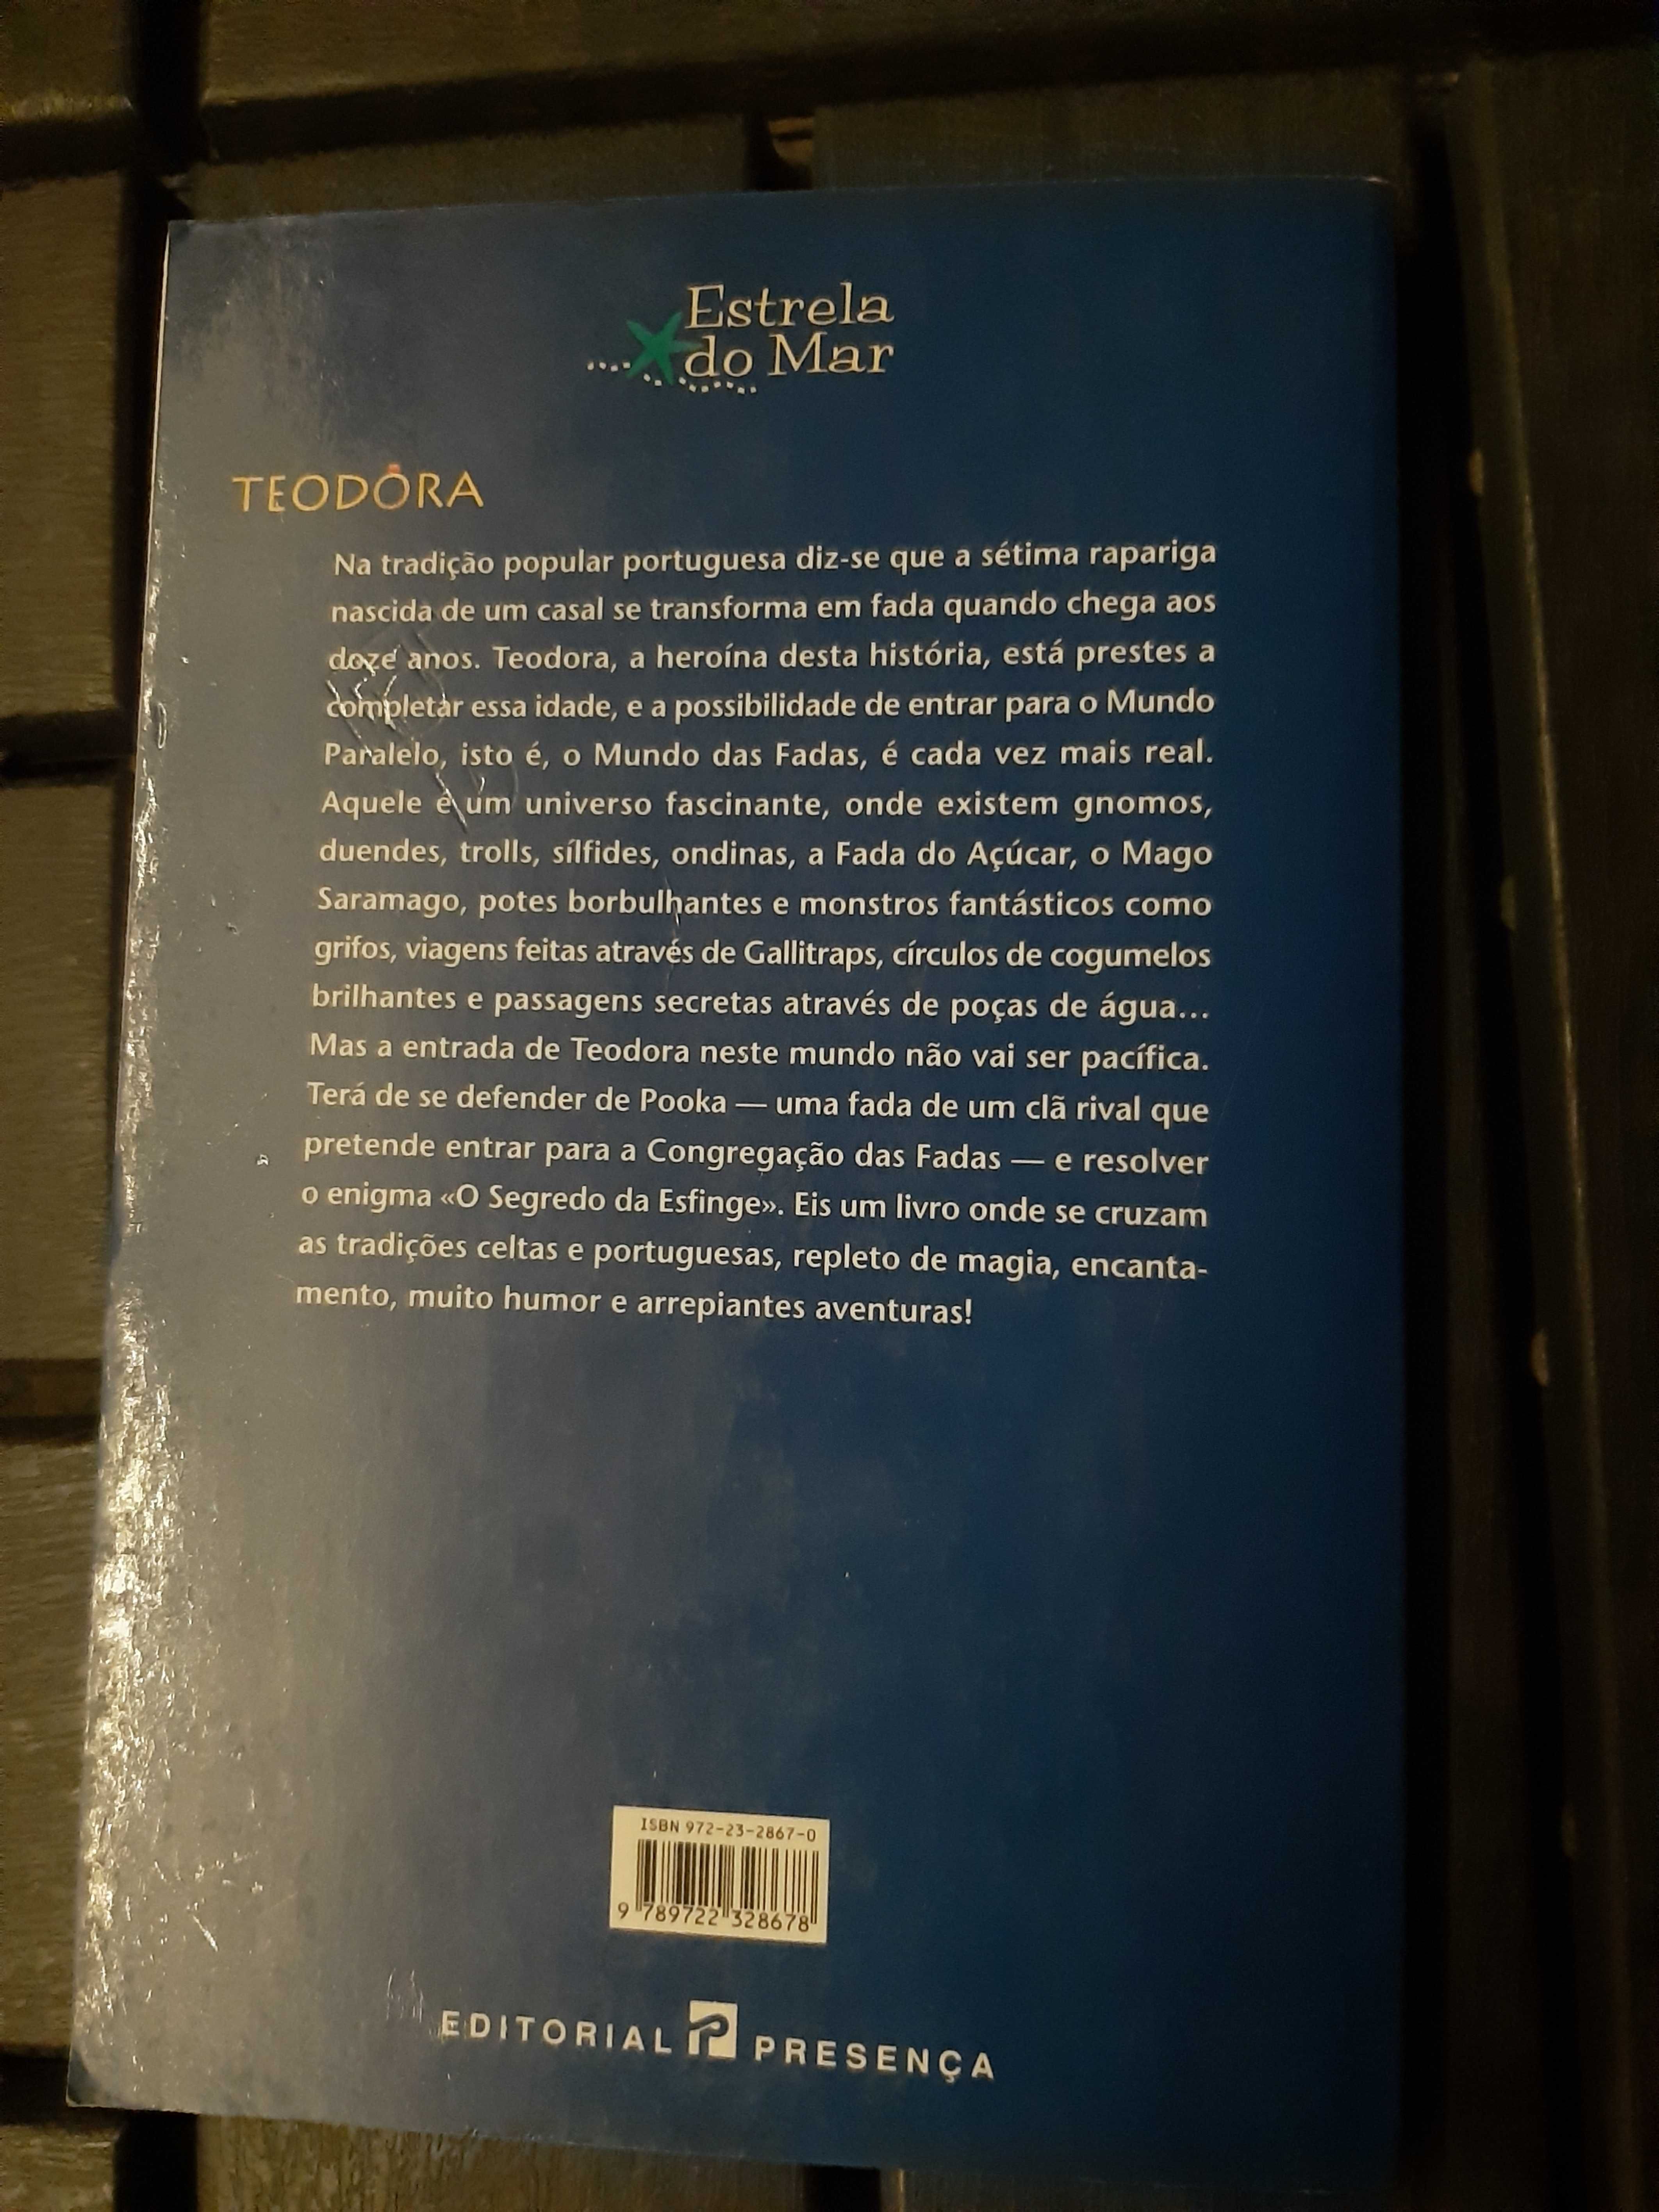 Estrela
do Mar
TEODORA
Na tradição popular portuguesa diz-se que a sétima rapariga
nascida de um casal se transforma em fada quando chega aos
doze anos. Teodora, a heroína desta história, está prestes a
completar essa idade, e a possibilidade de entrar para o Mundo
Paralelo, isto é, o Mundo das Fadas, é cada vez mais real.
Aquele é um universo fascinante, onde existem gnomos,
duendes, trolls, sílfides, ondinas, a Fada do Açúcar, o Mago
Saramago, potes borbulhantes e monstros fantásticos como
grifos, viagens feitas através de Gallitraps, círculos de cogumelos
brilhantes e passagens secretas através de poças de água...
Mas a entrada de Teodora neste mundo não vai ser pacífica.
Terá de se defender de Pooka — uma fada de um clã rival que
pretende entrar para a Congregação das Fadas — e resolver
o enigma «O Segredo da Esfinge». Eis um livro onde se cruzam
as tradições celtas e portuguesas, repleto de magia, encanta-
mento, muito humor e arrepiantes aventuras!
ISBN 972-23-2867-0
9 789722 328678
EDITORIAL P PRESENÇA